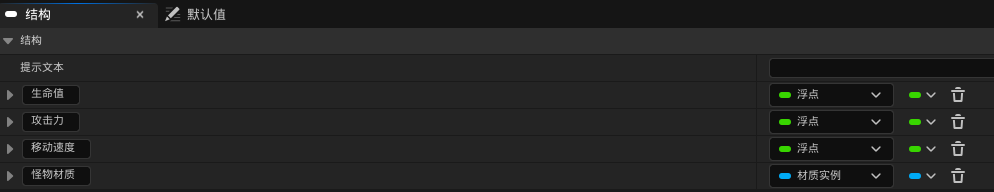 结构 默认值
结构
提示文本
生命值 浮点
攻击力 浮点
移动速度 浮点
怪物材质 材质实例